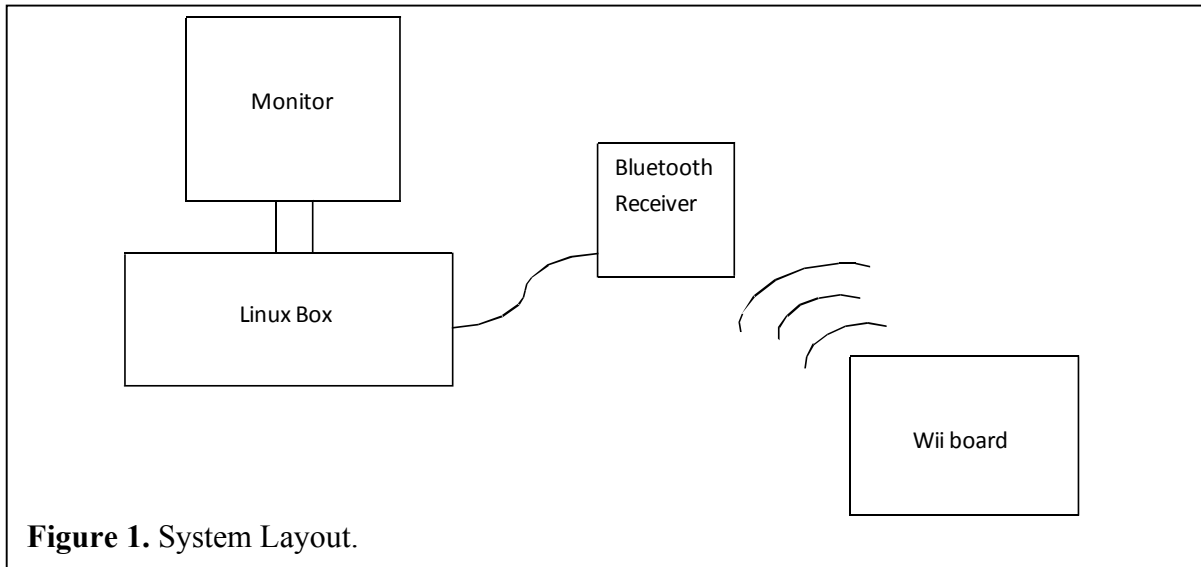 Monitor
Bluetooth
Receiver
Linux Box
Wii board
Figure 1. System Layout.